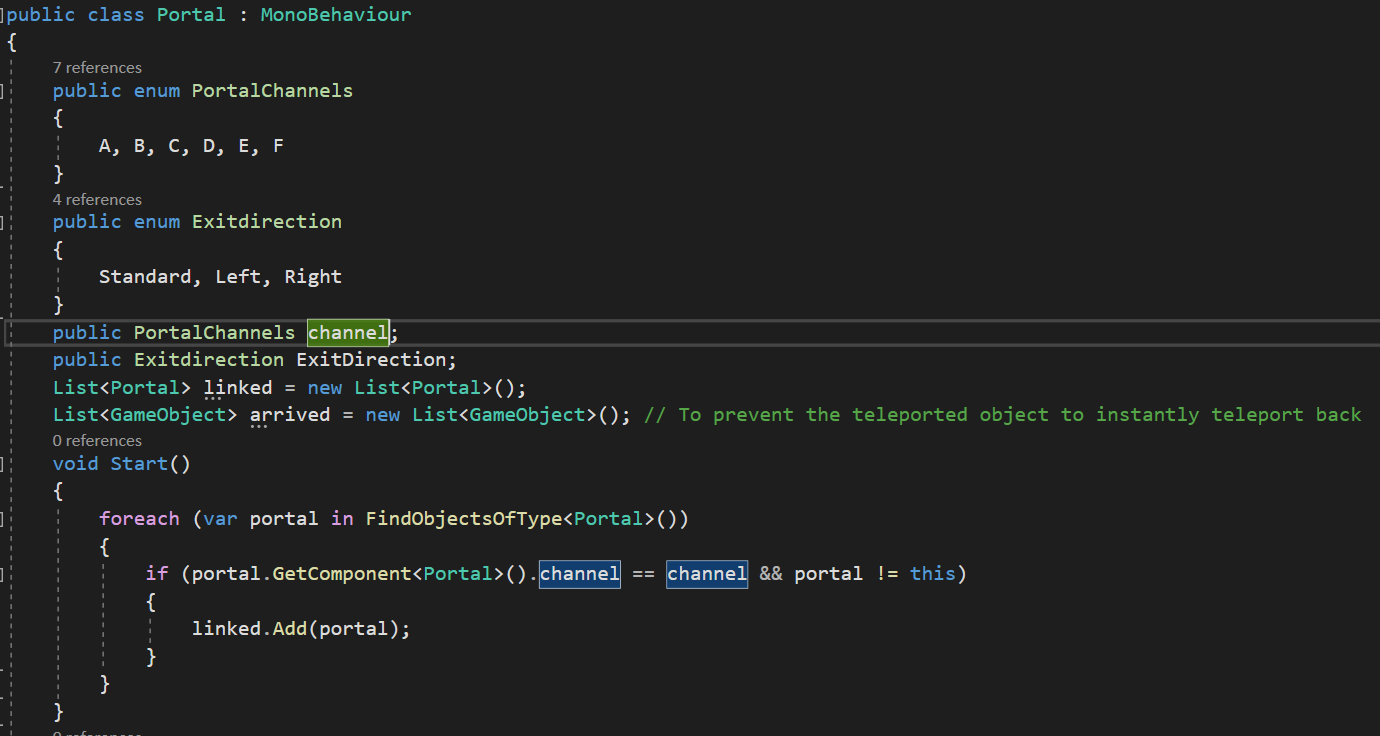 public class Portal : MonoBehaviour
{
7 references
public enum PortalChannels
{
A, B, C, D, E, F
}
4 references
public enum Exitdirection
{
Standard, Left, Right
}
public PortalChannels channel;
public Exitdirection ExitDirection;
List<Portal> linked = new List<Portal>();
List<GameObject> arrived = new List<GameObject>(); // To prevent the teleported object to instantly teleport back
0 references
void Start()
{
foreach (var portal in FindObjectsOfType<Portal>())
{
if (portal.GetComponent<Portal>().channel == channel && portal != this)
{
linked.Add(portal);
}
}
}